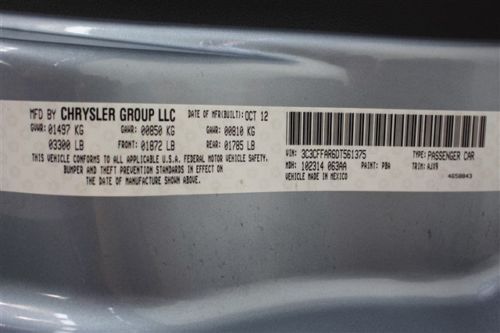 MFD BY CHRYSLER GROUP LLC DATE OF MFR(BUILT): OCT 12
GVWR: 01497 KG GAWR: 00850 KG GAWR: 00810 KG
03300 LB FRONT: 01872 LB REAR: 01785 LB
THIS VEHICLE CONFORMS TO ALL APPLICABLE U.S.A. FEDERAL MOTOR VEHICLE SAFETY,
BUMPER AND THEFT PREVENTION STANDARDS IN EFFECT ON
THE DATE OF MANUFACTURE SHOWN ABOVE.
VIN: 3C3CFFAR6DT561375 TYPE: PASSENGER CAR
MDH: 102314 063AA PAINT: PBA TRIM: AJX9
VEHICLE MADE IN MEXICO
4658043